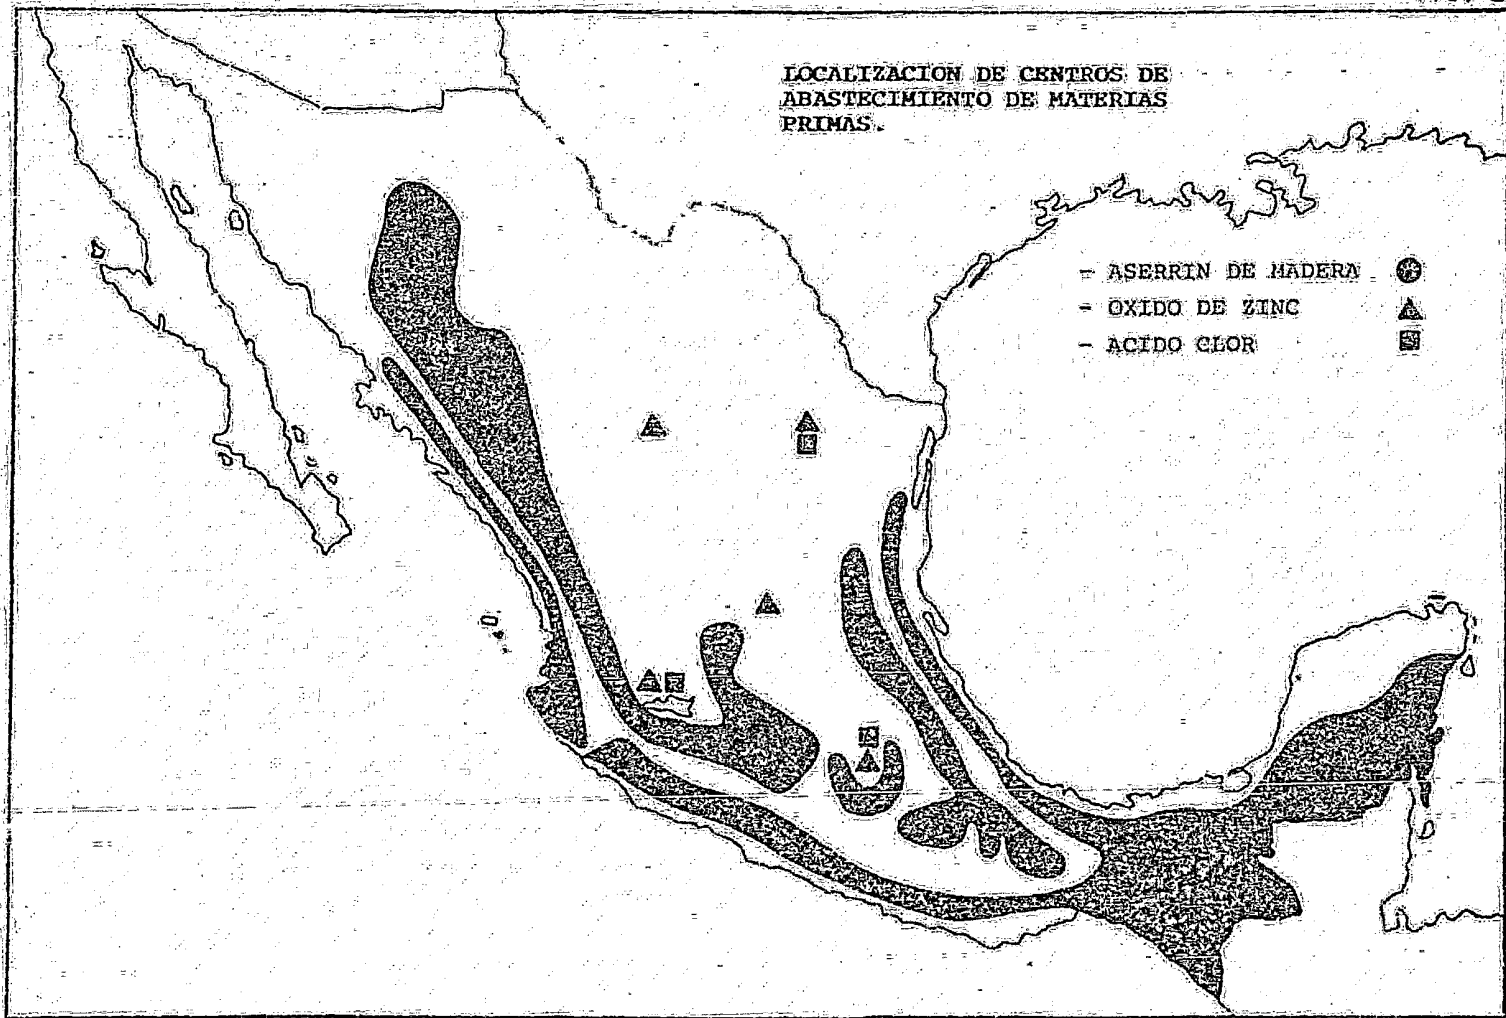 LOCALIZACION DE CENTROS DE
ABASTECIMIENTO DE MATERIAS
PRIMAS.
- ASERRIN DE MADERA
- OXIDO DE ZINC
- ACIDO CLOR